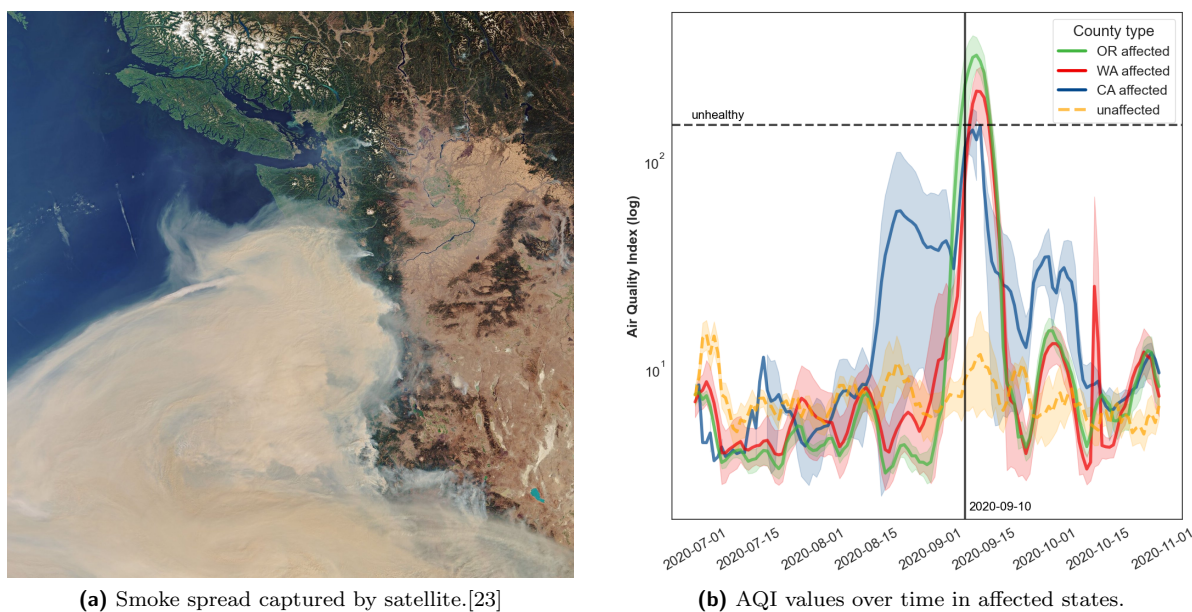 County type
OR affected
WA affected
CA affected
unaffected
unhealthy
10²
10¹
Air Quality Index (log)
2020-09-10
2020-07-01
2020-07-15
2020-08-01
2020-08-15
2020-09-01
2020-09-15
2020-10-01
2020-10-15
2020-11-01
(a) Smoke spread captured by satellite.[23]
(b) AQI values over time in affected states.